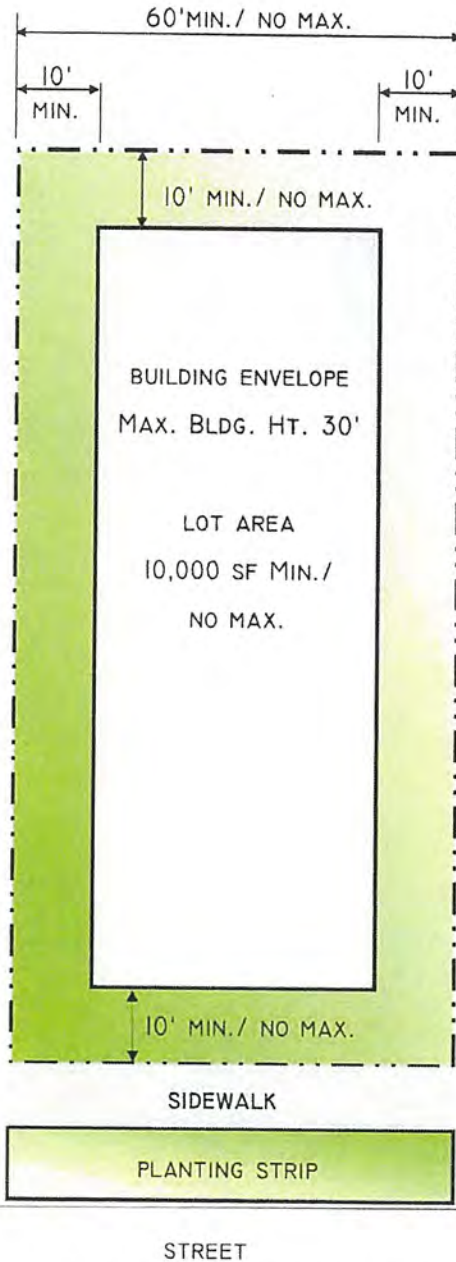 60'MIN./ NO MAX.
10'
MIN.
10'
MIN.
10' MIN./ NO MAX.
BUILDING ENVELOPE
MAX. BLDG. HT. 30'
LOT AREA
10,000 SF MIN./
NO MAX.
10' MIN./ NO MAX.
SIDEWALK
PLANTING STRIP
STREET